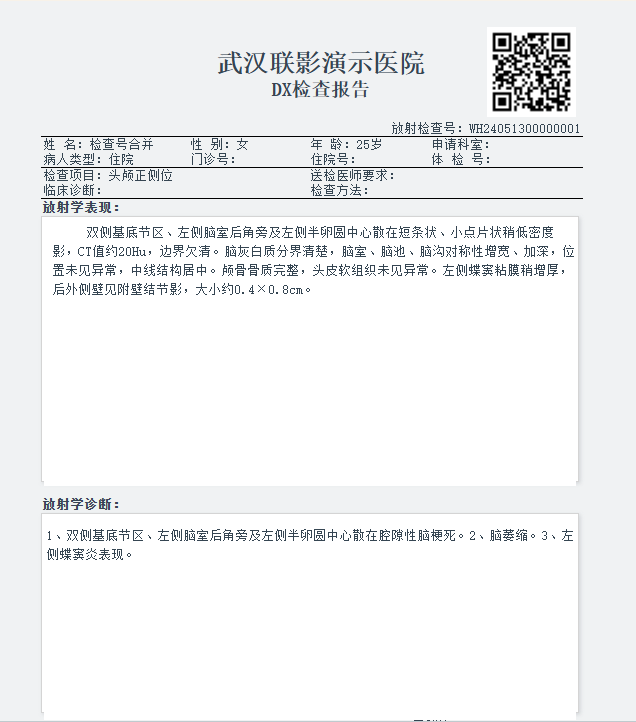 武汉联影演示医院
DX检查报告
放射检查号：WH24051300000001
姓 名：检查号合并 性 别：女 年 龄：25岁 申请科室：
病人类型：住院 门诊号： 住院号： 体 检 号：
检查项目：头颅正侧位 送检医师要求：
临床诊断： 检查方法：
放射学表现：
双侧基底节区、左侧脑室后角旁及左侧半卵圆中心散在短条状、小点片状稍低密度
影，CT值约20Hu，边界欠清。脑灰白质分界清楚，脑室、脑池、脑沟对称性增宽、加深，位
置未见异常，中线结构居中。颅骨骨质完整，头皮软组织未见异常。左侧蝶窦粘膜稍增厚，
后外侧壁见附壁结节影，大小约0.4×0.8cm。
放射学诊断：
1、双侧基底节区、左侧脑室后角旁及左侧半卵圆中心散在腔隙性脑梗死。2、脑萎缩。3、左
侧蝶窦炎表现。